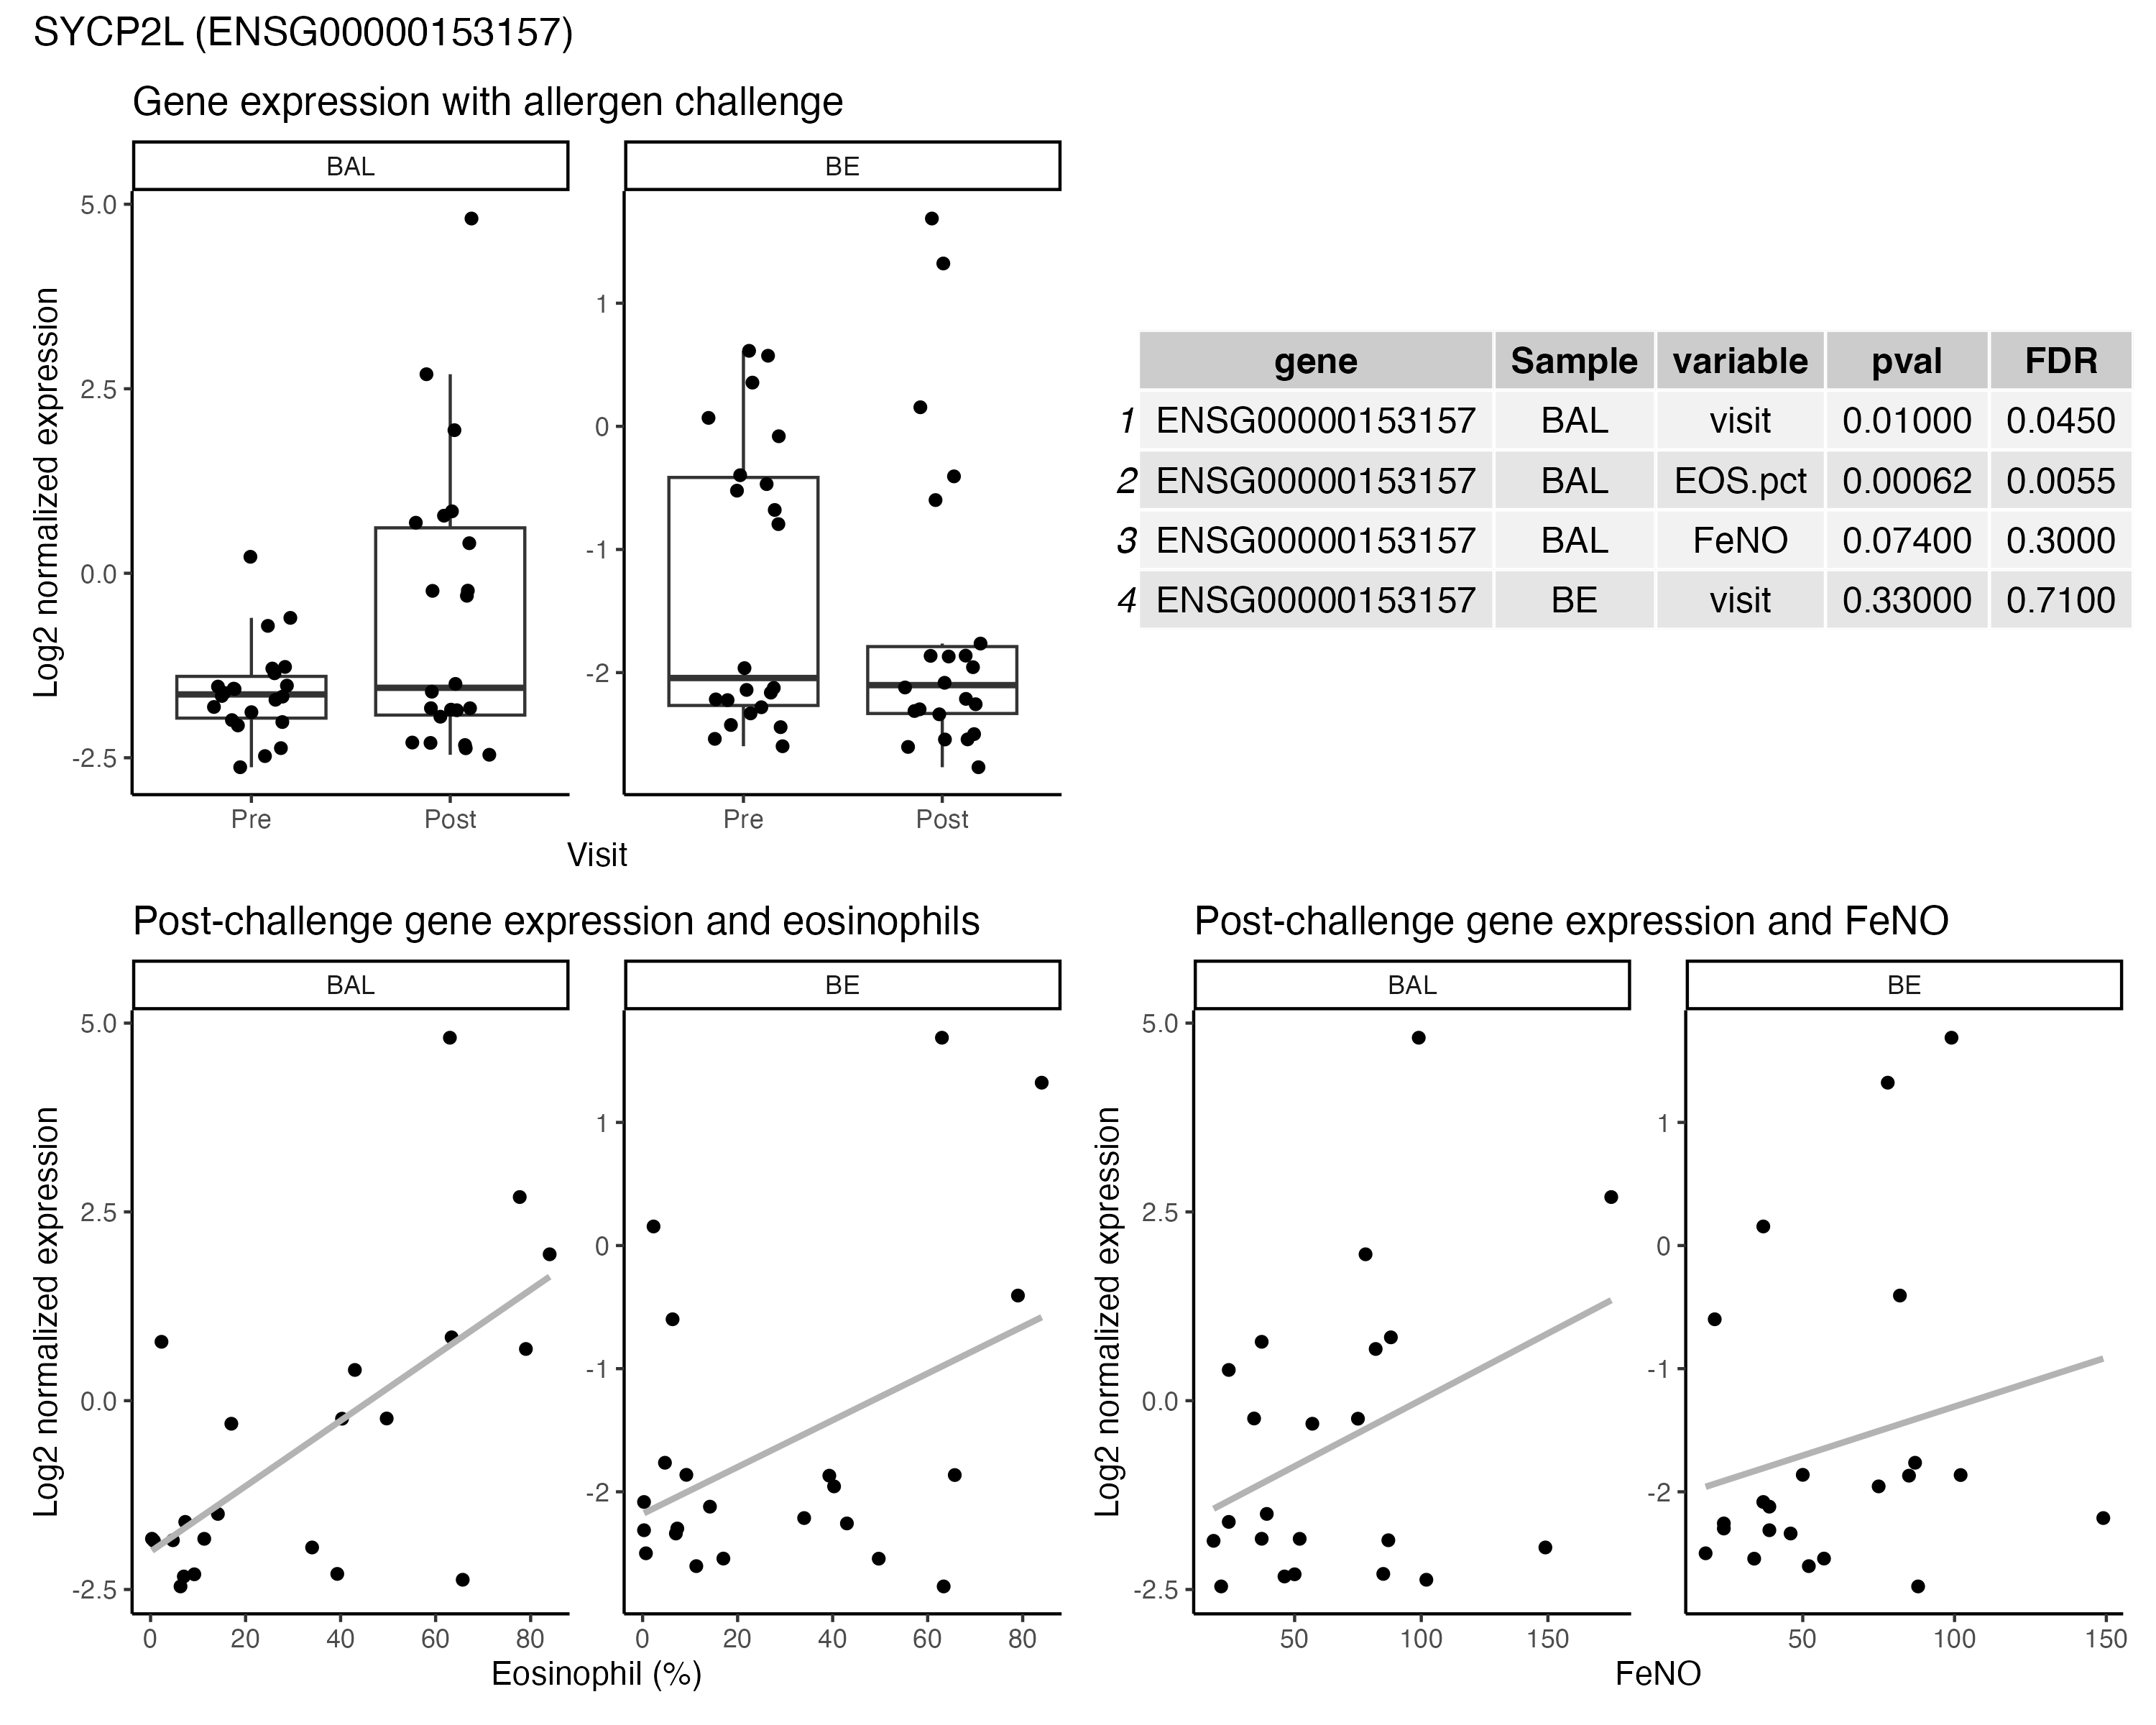 SYCP2L (ENSG00000153157)
Gene expression with allergen challenge
BAL
BE
Log2 normalized expression
5.0
2.5
0.0
-2.5
1
0
-1
-2
Pre
Post
Pre
Post
Visit
gene Sample variable pval FDR
1 ENSG00000153157 BAL visit 0.01000 0.0450
2 ENSG00000153157 BAL EOS.pct 0.00062 0.0055
3 ENSG00000153157 BAL FeNO 0.07400 0.3000
4 ENSG00000153157 BE visit 0.33000 0.7100
Post-challenge gene expression and eosinophils
BAL
BE
Log2 normalized expression
5.0
2.5
0.0
-2.5
1
0
-1
-2
0 20 40 60 80
0 20 40 60 80
Eosinophil (%)
Post-challenge gene expression and FeNO
BAL
BE
Log2 normalized expression
5.0
2.5
0.0
-2.5
1
0
-1
-2
50 100 150
50 100 150
FeNO